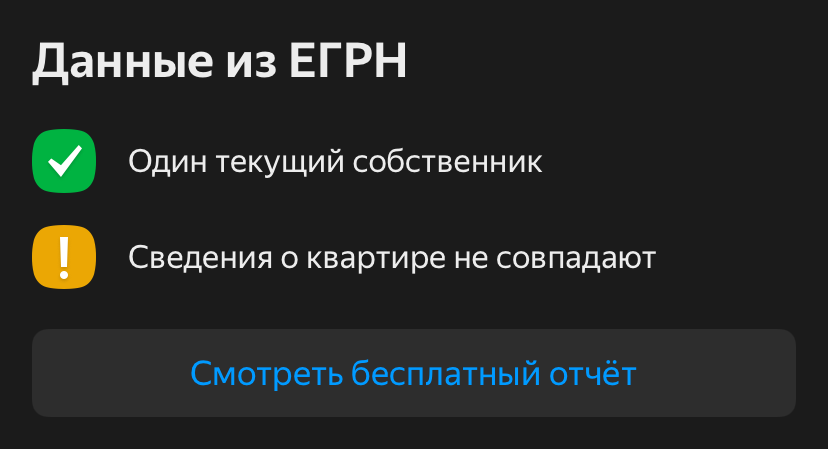 Данные из ЕГРН
Один текущий собственник
Сведения о квартире не совпадают
Смотреть бесплатный отчёт